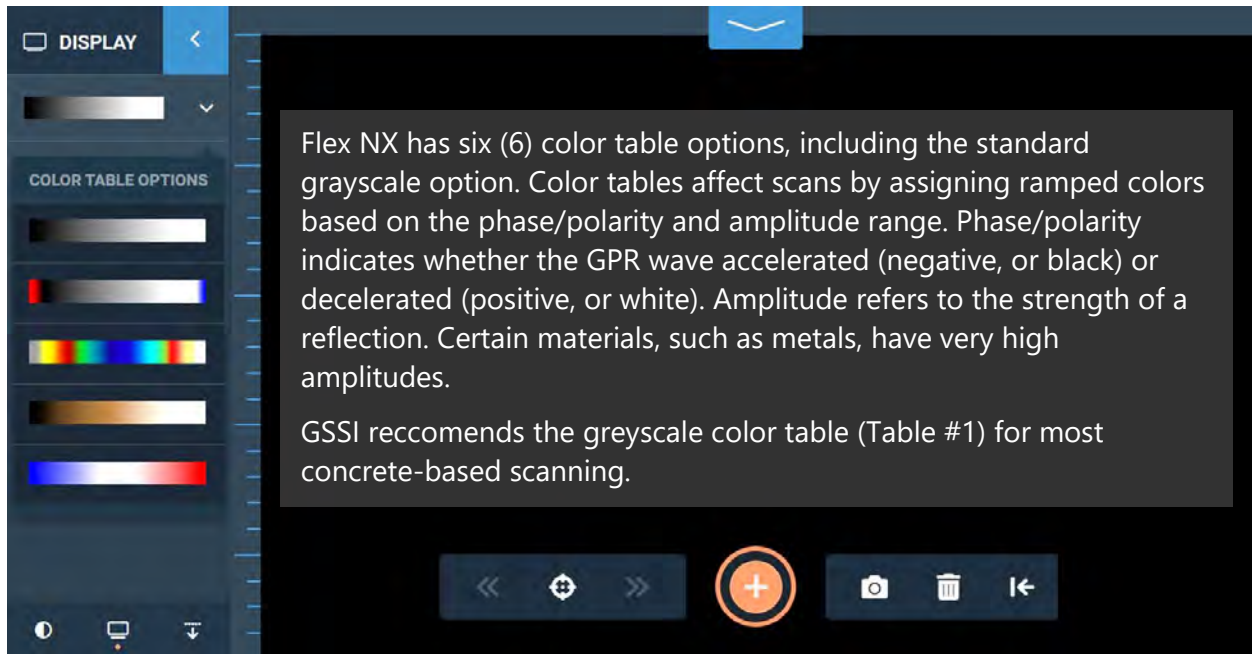 DISPLAY
COLOR TABLE OPTIONS
Flex NX has six (6) color table options, including the standard
grayscale option. Color tables affect scans by assigning ramped colors
based on the phase/polarity and amplitude range. Phase/polarity
indicates whether the GPR wave accelerated (negative, or black) or
decelerated (positive, or white). Amplitude refers to the strength of a
reflection. Certain materials, such as metals, have very high
amplitudes.
GSSI reccomends the greyscale color table (Table #1) for most
concrete-based scanning.